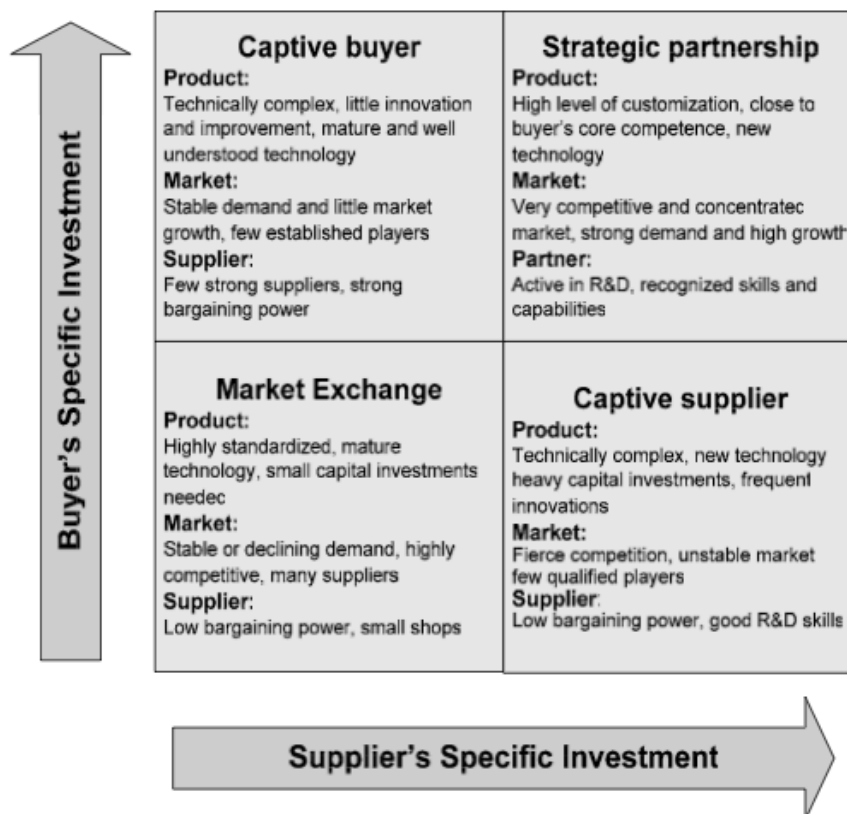 Buyer's Specific Investment
Captive buyer
Product:
Technically complex, little innovation
and improvement, mature and well
understood technology
Market:
Stable demand and little market
growth, few established players
Supplier:
Few strong suppliers, strong
bargaining power
Strategic partnership
Product:
High level of customization, close to
buyer's core competence, new
technology
Market:
Very competitive and concentratec
market, strong demand and high growth
Partner:
Active in R&D, recognized skills and
capabilities
Market Exchange
Product:
Highly standardized, mature
technology, small capital investments
neededc
Market:
Stable or declining demand, highly
competitive, many suppliers
Supplier:
Low bargaining power, small shops
Captive supplier
Product:
Technically complex, new technology
heavy capital investments, frequent
innovations
Market:
Fierce competition, unstable market
few qualified players
Supplier:
Low bargaining power, good R&D skills
Supplier's Specific Investment